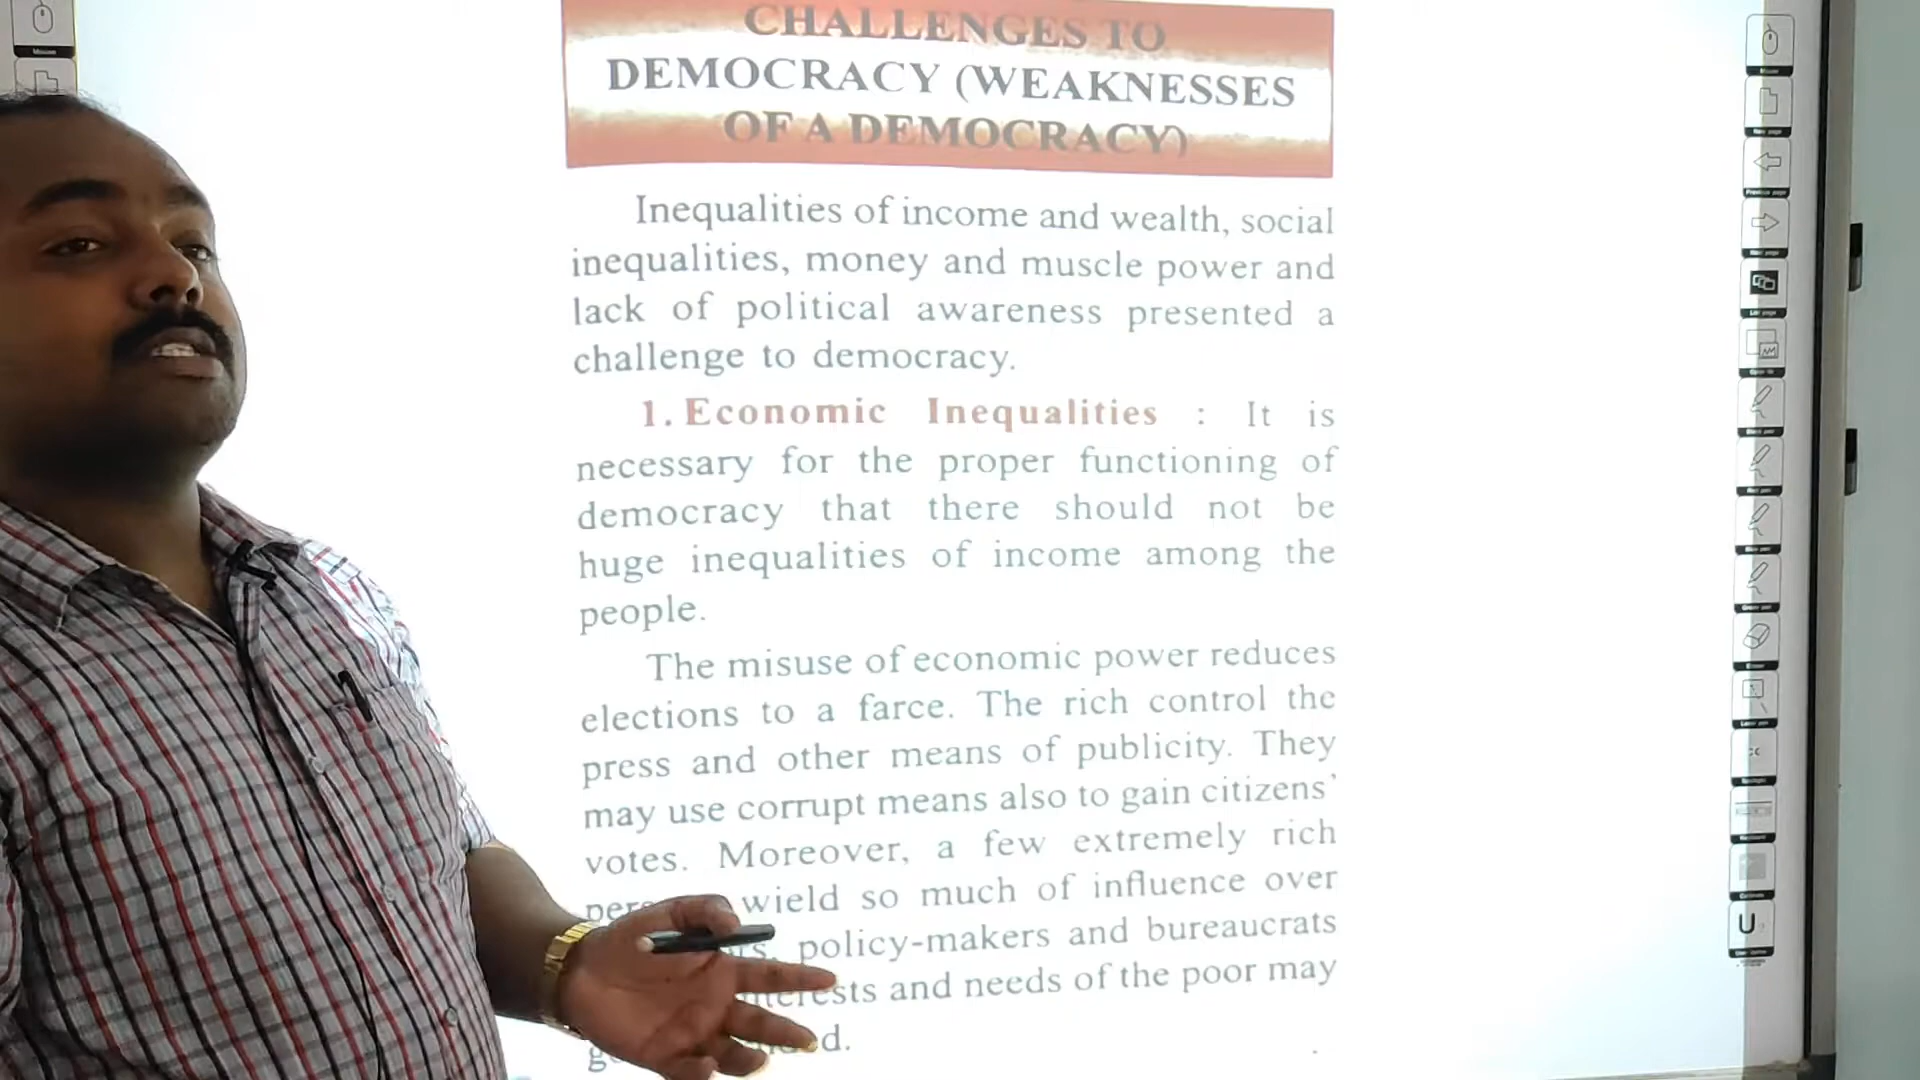 CHALLENGES TO
DEMOCRACY (WEAKNESSES
OF A DEMOCRACY)
Inequalities of income and wealth, social
inequalities, money and muscle power and
lack of political awareness presented a
challenge to democracy.
1. Economic Inequalities : It is
necessary for the proper functioning of
democracy that there should not be
huge inequalities of income among the
people.
The misuse of economic power reduces
elections to a farce. The rich control the
press and other means of publicity. They
may use corrupt means also to gain citizens'
votes. Moreover, a few extremely rich
wield so much of influence over
policy-makers and bureaucrats
and needs of the poor may